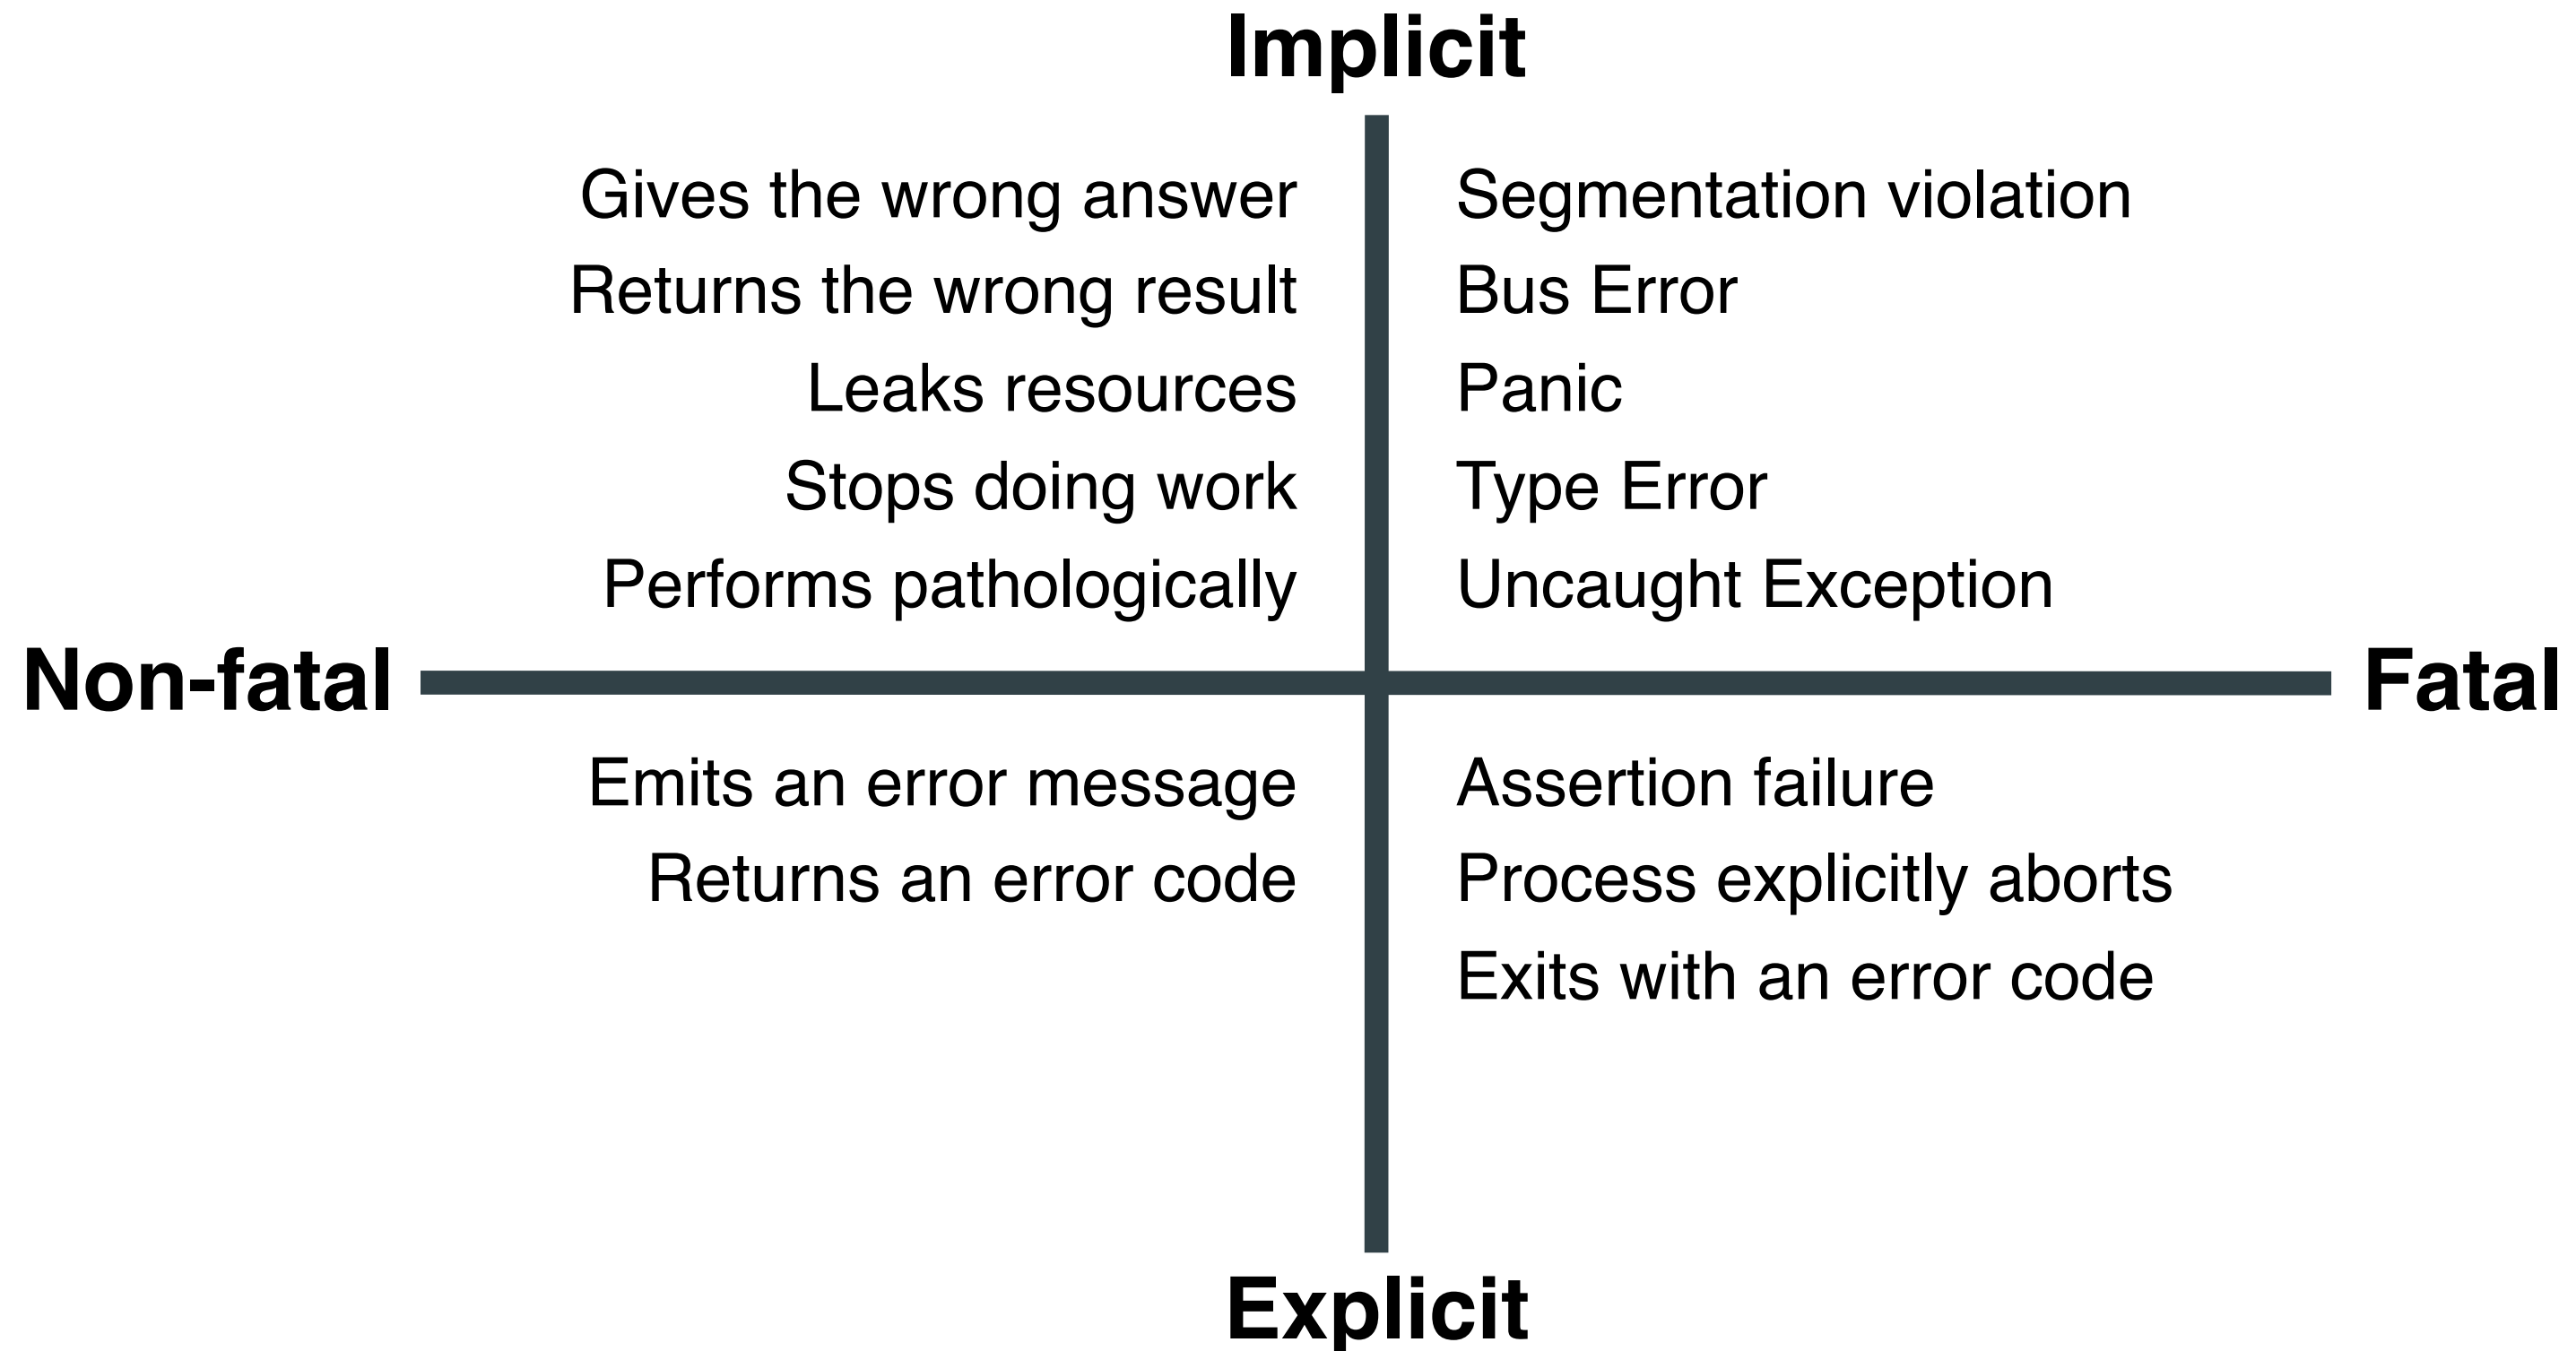 Implicit
Gives the wrong answer
Returns the wrong result
Leaks resources
Stops doing work
Performs pathologically
Segmentation violation
Bus Error
Panic
Type Error
Uncaught Exception
Non-fatal
Fatal
Emits an error message
Returns an error code
Assertion failure
Process explicitly aborts
Exits with an error code
Explicit